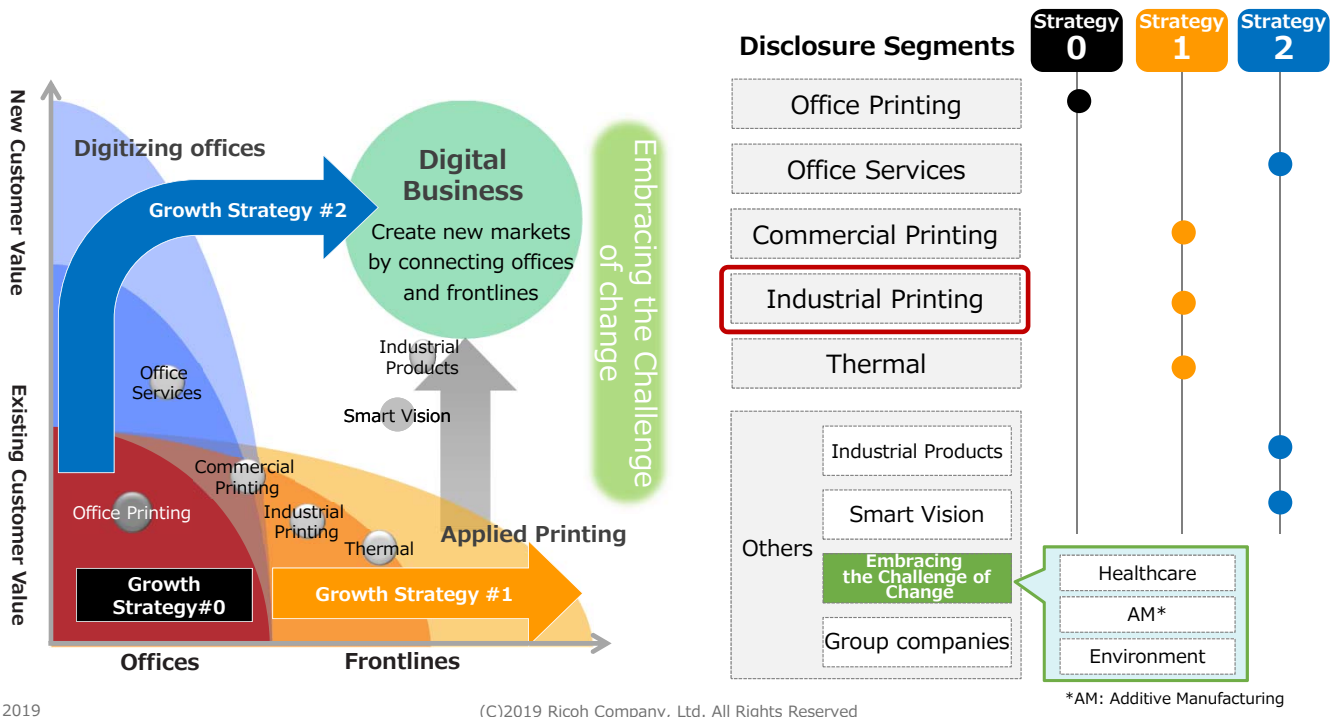 New Customer Value
Existing Customer Value
Digitizing offices
Growth Strategy #2
Digital
Business
Create new markets
by connecting offices
and frontlines
Embracing the Challenge
of change
Industrial
Products
Smart Vision
Office
Services
Commercial
Printing
Office Printing
Industrial
Printing
Thermal
Applied Printing
Growth
Strategy#0
Growth Strategy #1
Offices
Frontlines
Disclosure Segments
Strategy
0
Strategy
1
Strategy
2
Office Printing
Office Services
Commercial Printing
Industrial Printing
Thermal
Others
Industrial Products
Smart Vision
Embracing
the Challenge of
Change
Group companies
Healthcare
AM*
Environment
*AM: Additive Manufacturing
2019
(C)2019 Ricoh Company, Ltd. All Rights Reserved